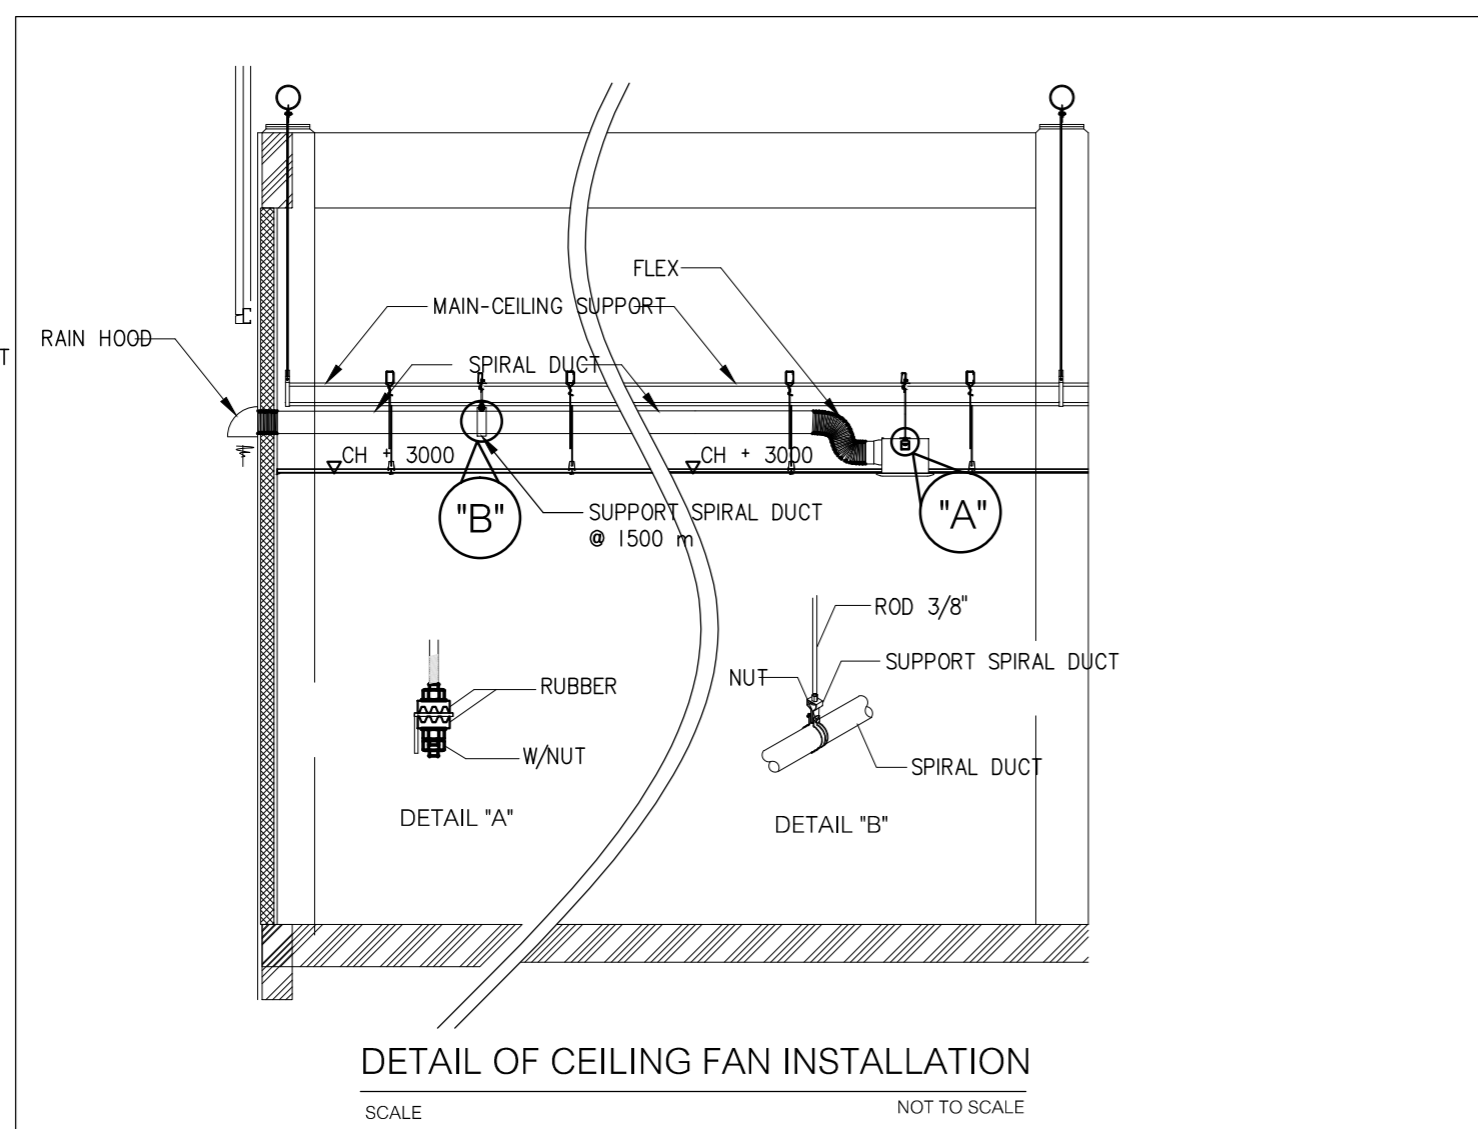 FLEX
MAIN-CEILING SUPPORT
RAIN HOOD
T
SPIRAL DUCT
CH + 3000
CH + 3000
"B"
SUPPORT SPIRAL DUCT
@ 1500 m
"A"
ROD 3/8"
SUPPORT SPIRAL DUCT
NUT
RUBBER
W/NUT
SPIRAL DUCT
DETAIL "A"
DETAIL "B"
DETAIL OF CEILING FAN INSTALLATION
SCALE
NOT TO SCALE